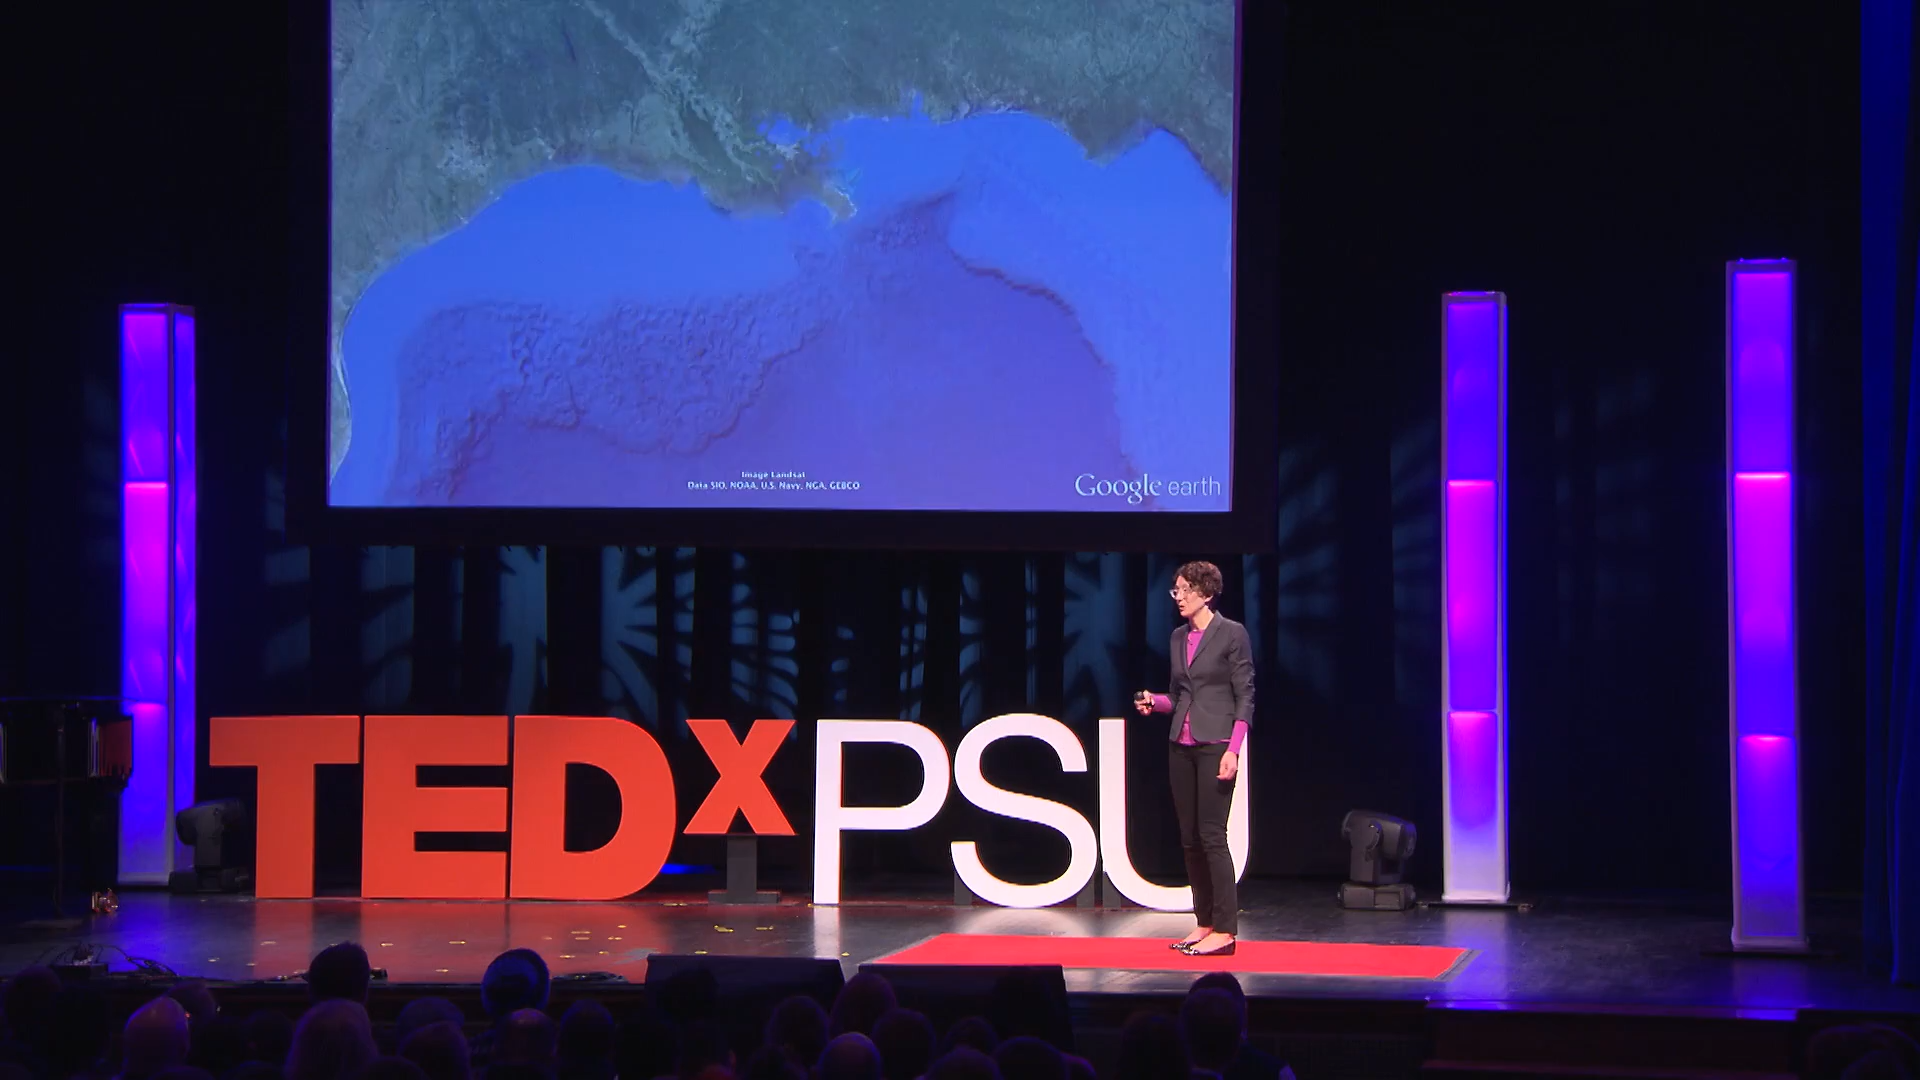 Image Landsat
Data SIO, NOAA, U.S. Navy, NGA, GEBCO
Google earth
TEDxPSU